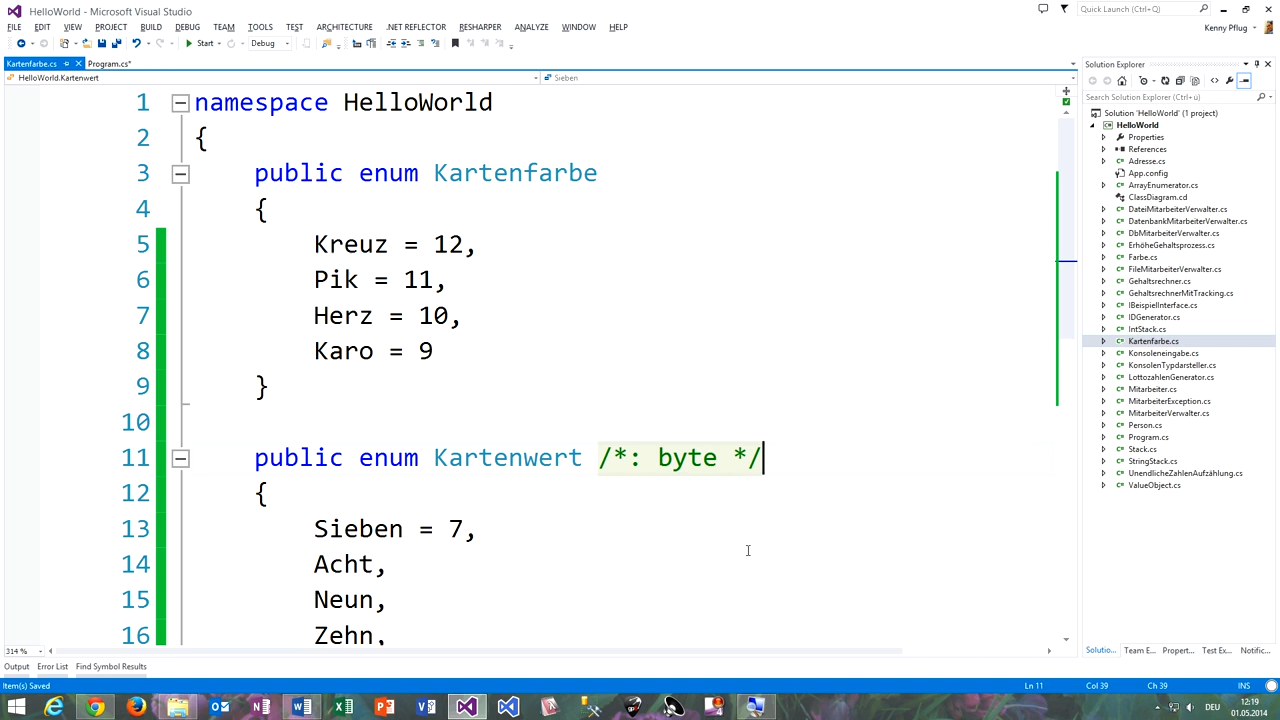 HelloWorld - Microsoft Visual Studio
Quick Launch (Ctrl+Q)
FILE EDIT VIEW PROJECT BUILD DEBUG TEAM TOOLS TEST ARCHITECTURE .NET REFLECTOR RESHARPER ANALYZE WINDOW HELP
Kenny Pflug
Start Debug
Kartenfarbe.cs Program.cs*
HelloWorld.Kartenwert Sieben
1 namespace HelloWorld
2 {
3 public enum Kartenfarbe
4 {
5 Kreuz = 12,
6 Pik = 11,
7 Herz = 10,
8 Karo = 9
9 }
10
11 public enum Kartenwert /*: byte */
12 {
13 Sieben = 7,
14 Acht,
15 Neun,
16 Zehn,
314 %
Solution Explorer
Search Solution Explorer (Ctrl+ü)
Solution 'HelloWorld' (1 project)
HelloWorld
Properties
References
Adresse.cs
App.config
ArrayEnumerator.cs
ClassDiagram.cd
DateiMitarbeiterVerwalter.cs
DatenbankMitarbeiterVerwalter.cs
DbMitarbeiterVerwalter.cs
ErhöheGehaltsprozess.cs
Farbe.cs
FileMitarbeiterVerwalter.cs
Gehaltsrechner.cs
GehaltsrechnerMitTracking.cs
IBeispielInterface.cs
IDGenerator.cs
IntStack.cs
Kartenfarbe.cs
Konsoleneingabe.cs
KonsolenTypdarsteller.cs
LottozahlenGenerator.cs
Mitarbeiter.cs
MitarbeiterException.cs
MitarbeiterVerwalter.cs
Person.cs
Program.cs
Stack.cs
StringStack.cs
UnendlicheZahlenAufzählung.cs
ValueObject.cs
Solutio... Team E... Propert... Test Ex... Notific...
Output Error List Find Symbol Results
Item(s) Saved Ln 11 Col 39 Ch 39 INS
DEU 12:19
01.05.2014